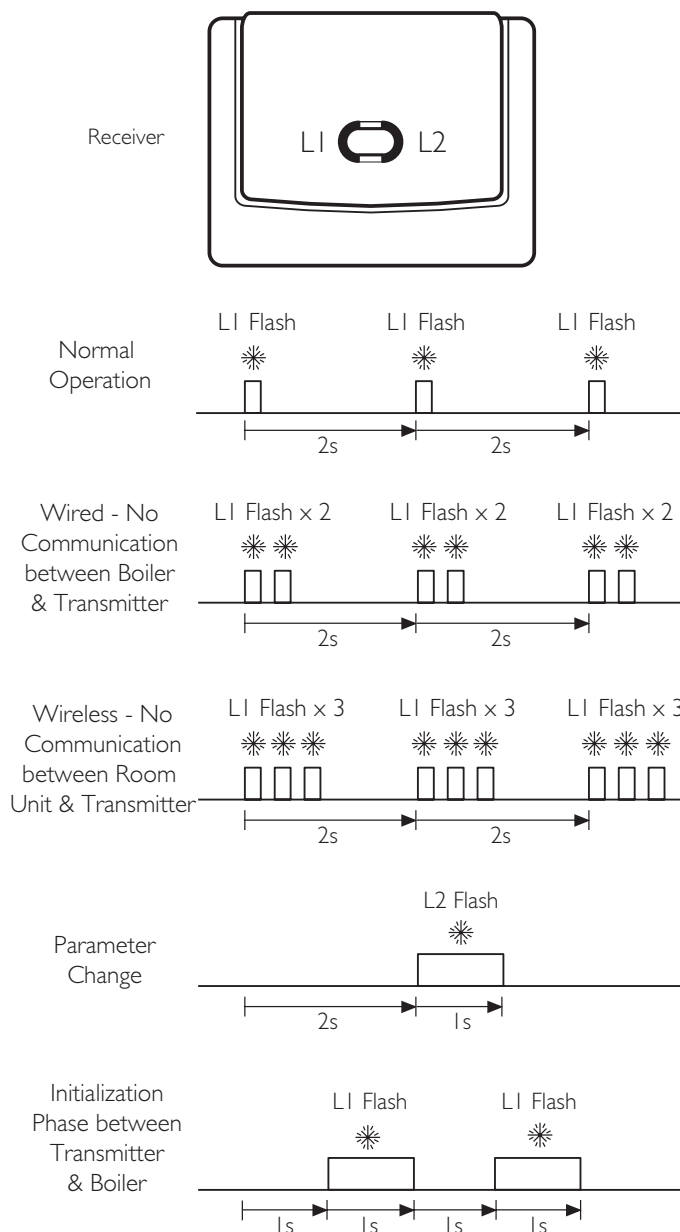 Receiver
L1 L2
Normal
Operation
L1 Flash L1 Flash L1 Flash
2s 2s
Wired - No
Communication
between Boiler
& Transmitter
L1 Flash x 2 L1 Flash x 2 L1 Flash x 2
2s 2s
Wireless - No
Communication
between Room
Unit & Transmitter
L1 Flash x 3 L1 Flash x 3 L1 Flash x 3
2s 2s
Parameter
Change
L2 Flash
2s 1s
Initialization
Phase between
Transmitter
& Boiler
L1 Flash L1 Flash
1s 1s 1s 1s